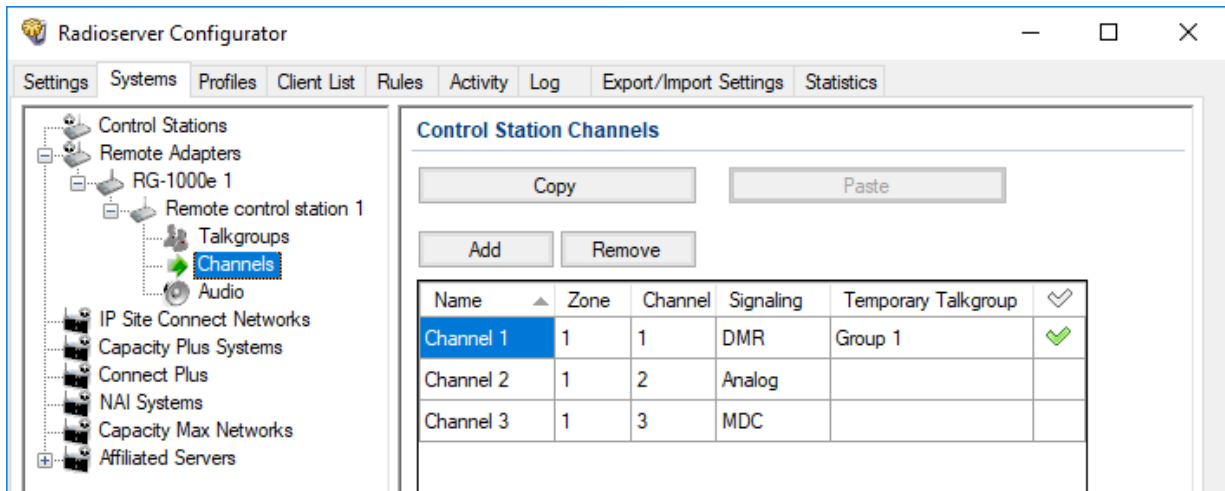 Radioserver Configurator
Settings Systems Profiles Client List Rules Activity Log Export/Import Settings Statistics
Control Stations
Remote Adapters
RG-1000e 1
Remote control station 1
Talkgroups
Channels
Audio
IP Site Connect Networks
Capacity Plus Systems
Connect Plus
NAI Systems
Capacity Max Networks
Affiliated Servers
Control Station Channels
Copy Paste
Add Remove
Name Zone Channel Signaling Temporary Talkgroup
Channel 1 1 1 DMR Group 1
Channel 2 1 2 Analog
Channel 3 1 3 MDC